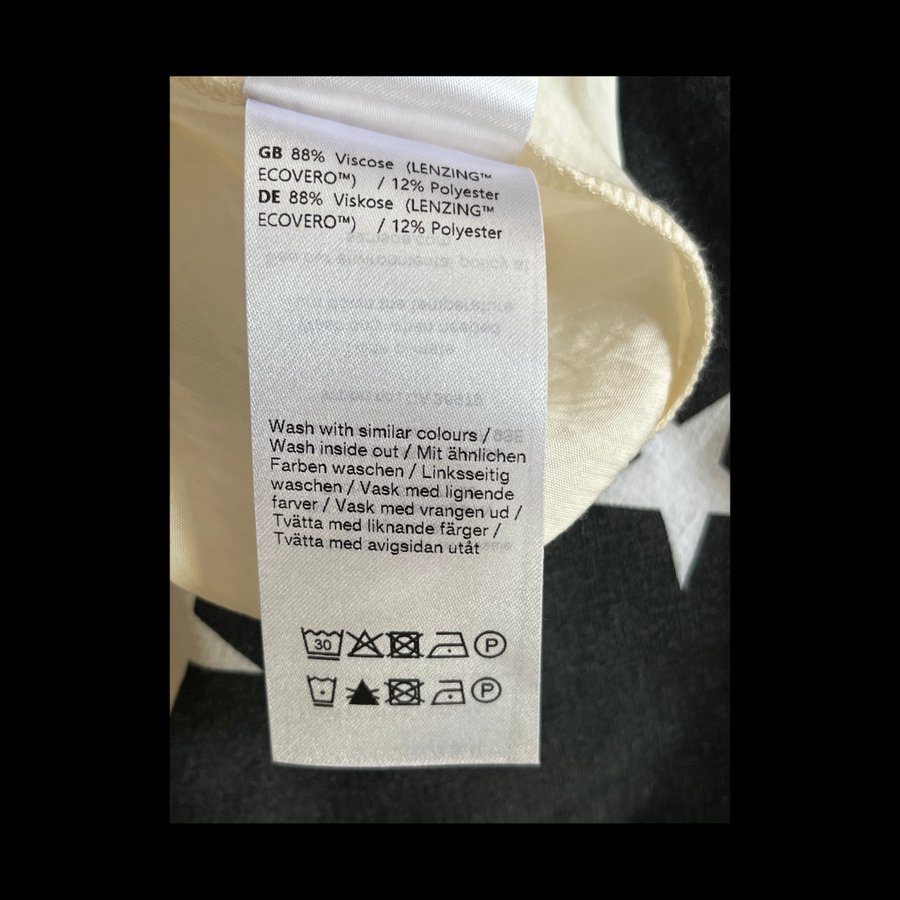 GB 88% Viscose (LENZING™
ECOVERO™) / 12% Polyester
DE 88% Viskose (LENZING™
ECOVERO™) / 12% Polyester
Wash with similar colours /
Wash inside out / Mit ähnlichen
Farben waschen / Linksseitig
waschen / Vask med lignende
farver / Vask med vrangen ud /
Tvätta med liknande färger /
Tvätta med avigsidan utåt
30 P
P